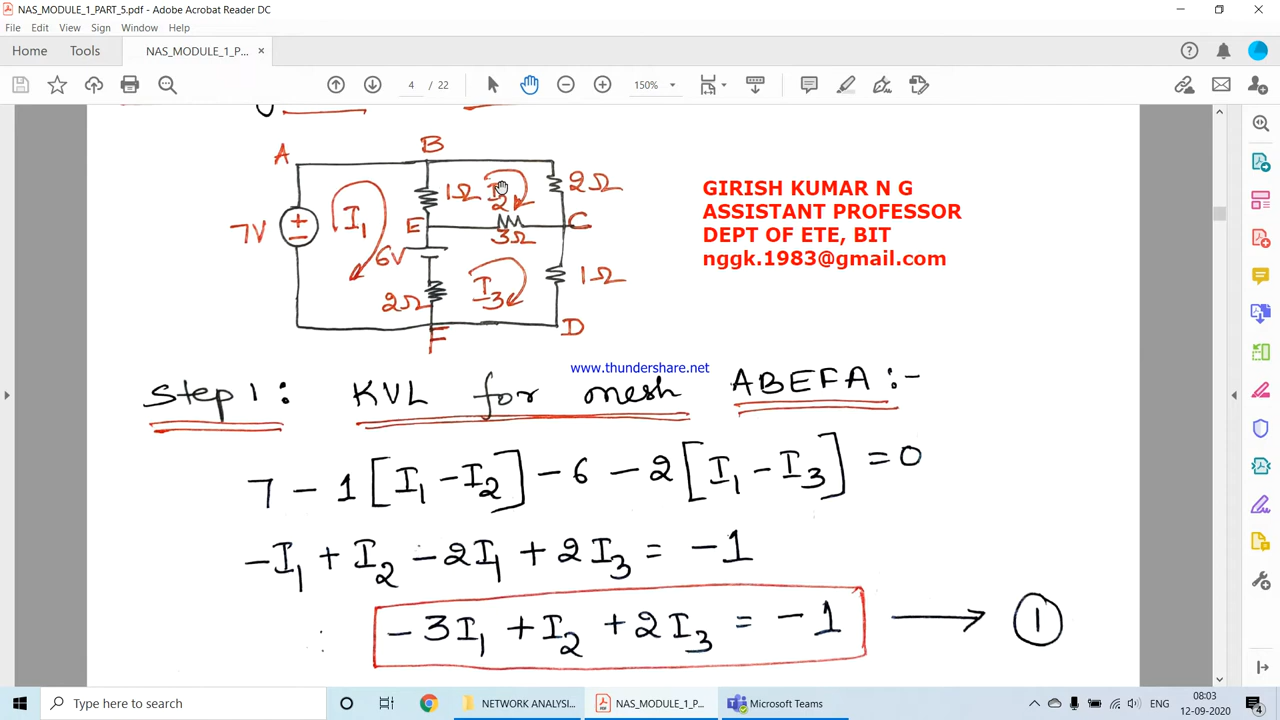 NAS_MODULE_1_PART_5.pdf - Adobe Acrobat Reader DC
File Edit View Sign Window Help
Home Tools NAS_MODULE_1_P... ×
4 / 22 150%
A B
7V + − I₁ 1Ω I₂ 2Ω
E 3Ω C
6V 2Ω I₃ 1Ω
F D
GIRISH KUMAR N G
ASSISTANT PROFESSOR
DEPT OF ETE, BIT
nggk.1983@gmail.com
www.thundershare.net
Step 1: KVL for mesh ABEFA :-
7 - 1[I₁ - I₂] - 6 - 2[I₁ - I₃] = 0
-I₁ + I₂ - 2I₁ + 2I₃ = -1
-3I₁ + I₂ + 2I₃ = -1 → 1
Type here to search
NETWORK ANALYSI...
NAS_MODULE_1_P...
Microsoft Teams
ENG
08:03
12-09-2020
4